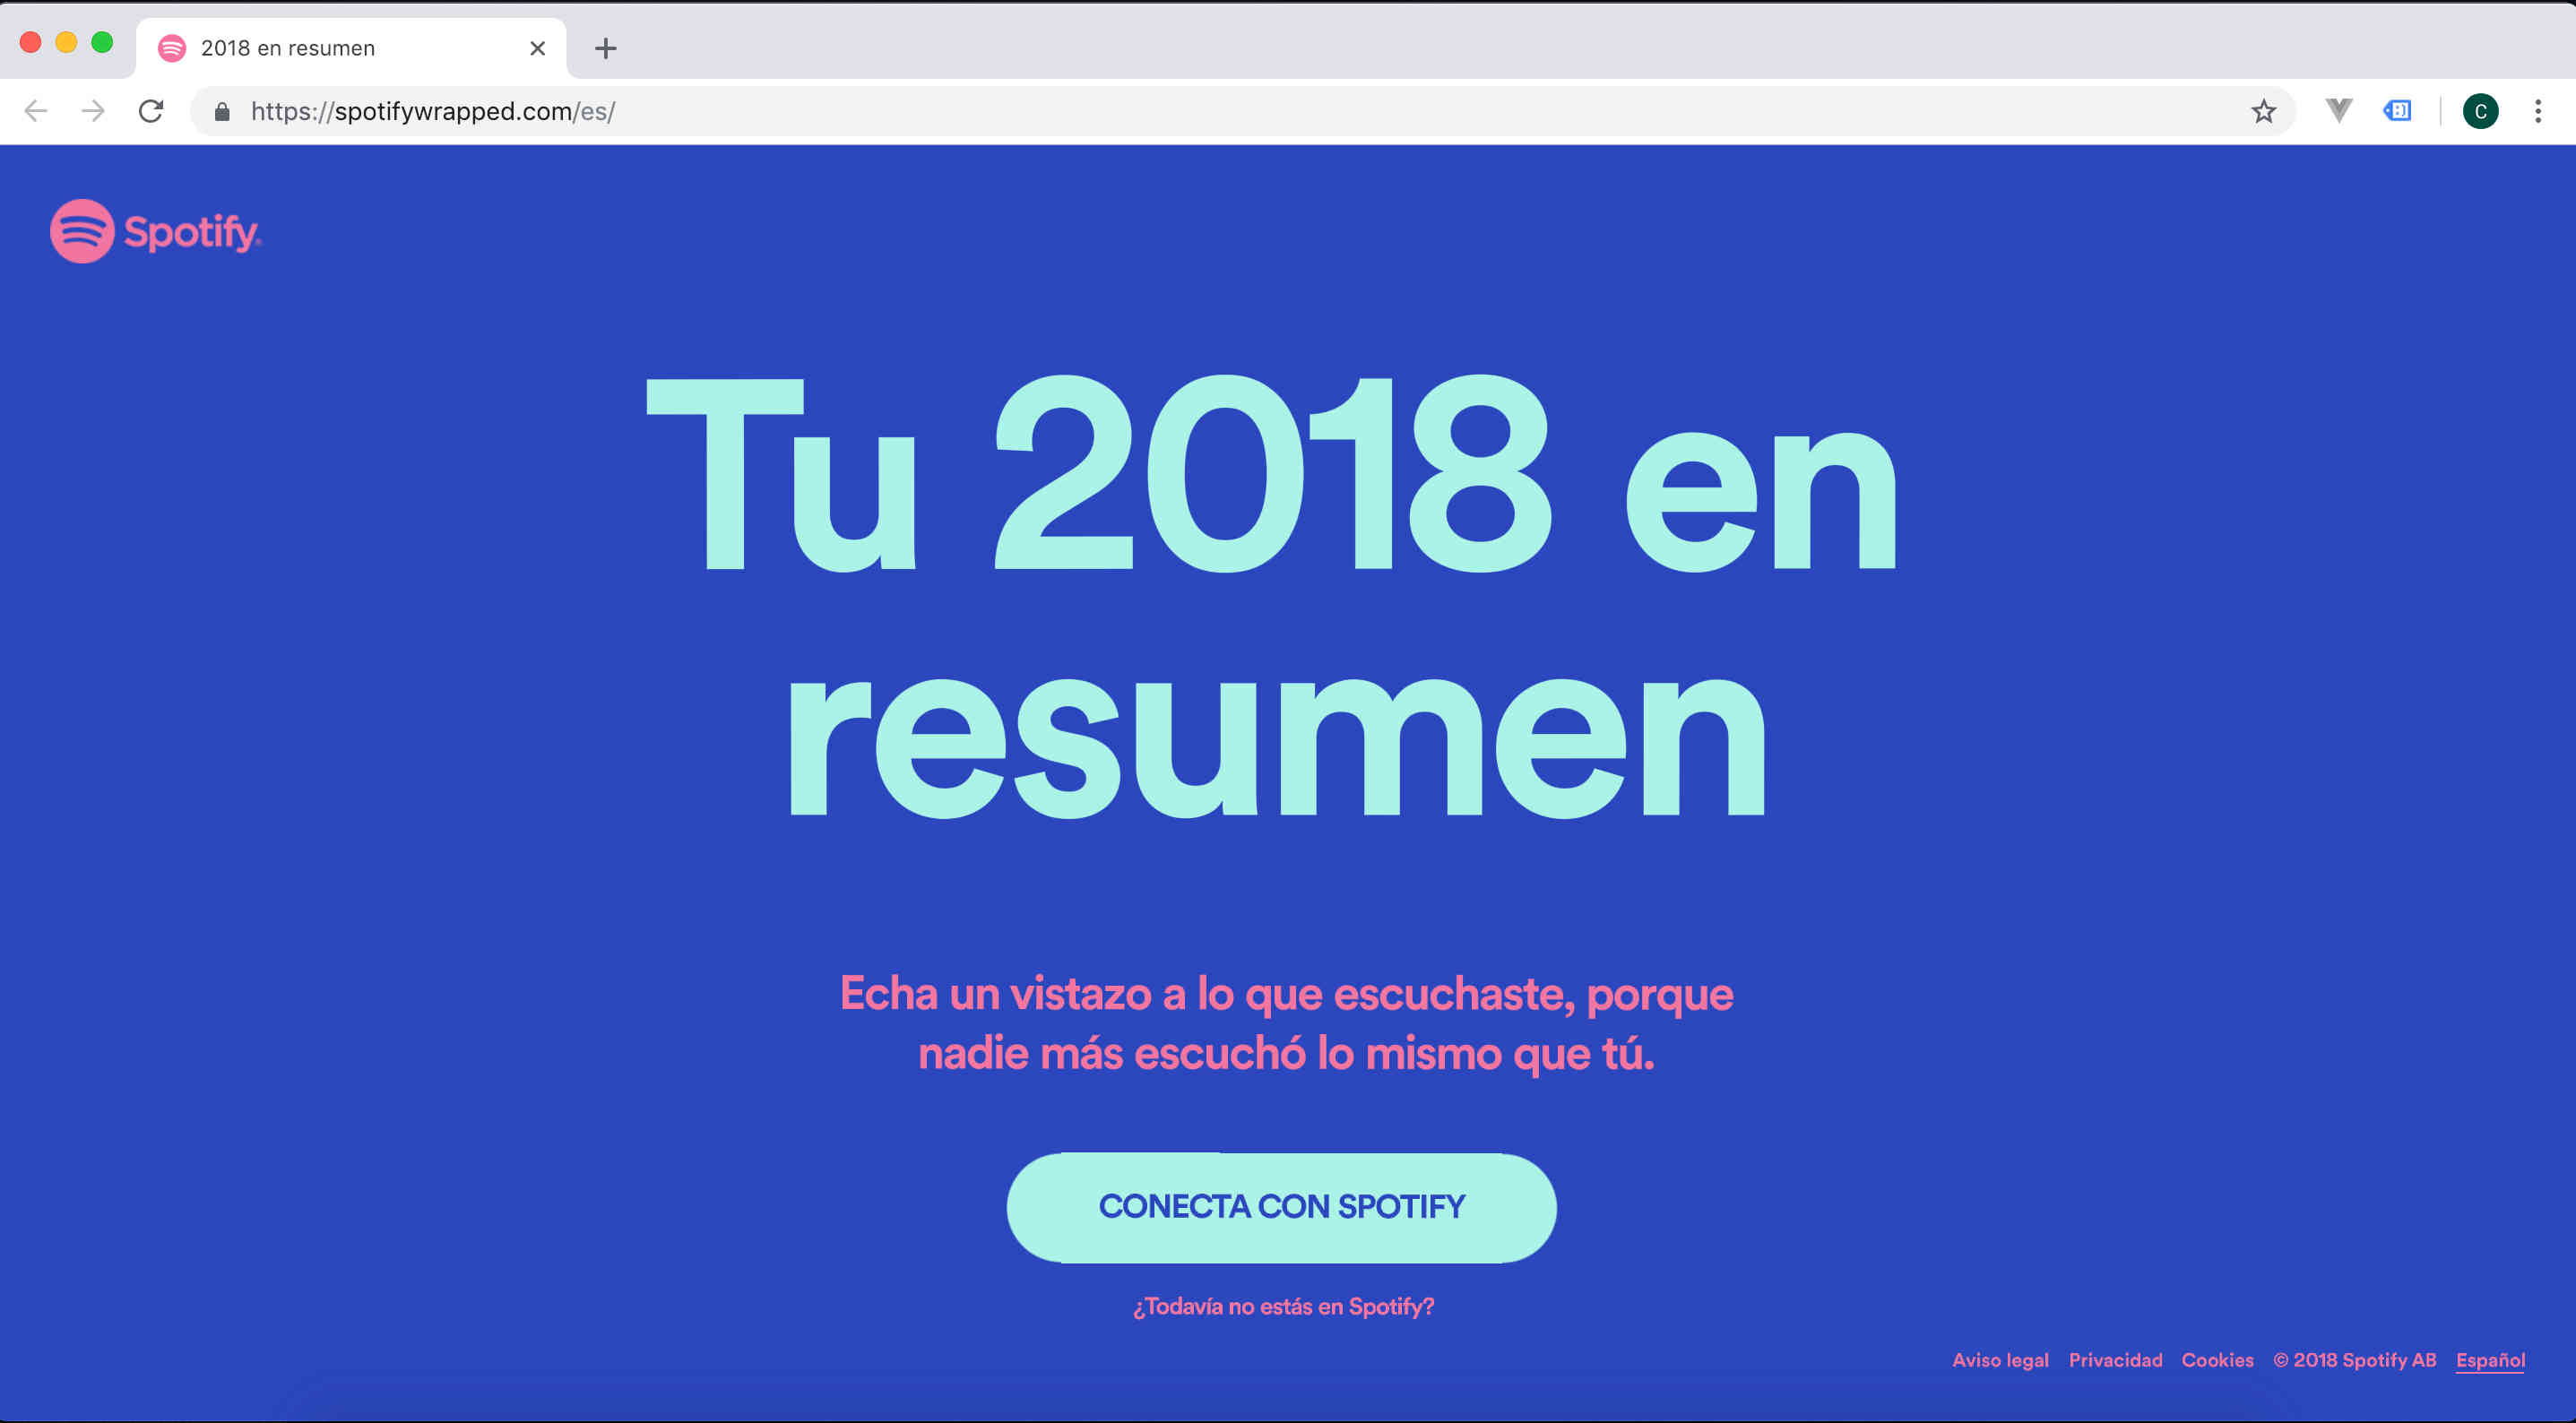 2018 en resumen
https://spotifywrapped.com/es/
C
Spotify
Tu 2018 en
resumen
Echa un vistazo a lo que escuchaste, porque
nadie más escuchó lo mismo que tú.
CONECTA CON SPOTIFY
¿Todavía no estás en Spotify?
Aviso legal Privacidad Cookies © 2018 Spotify AB Español